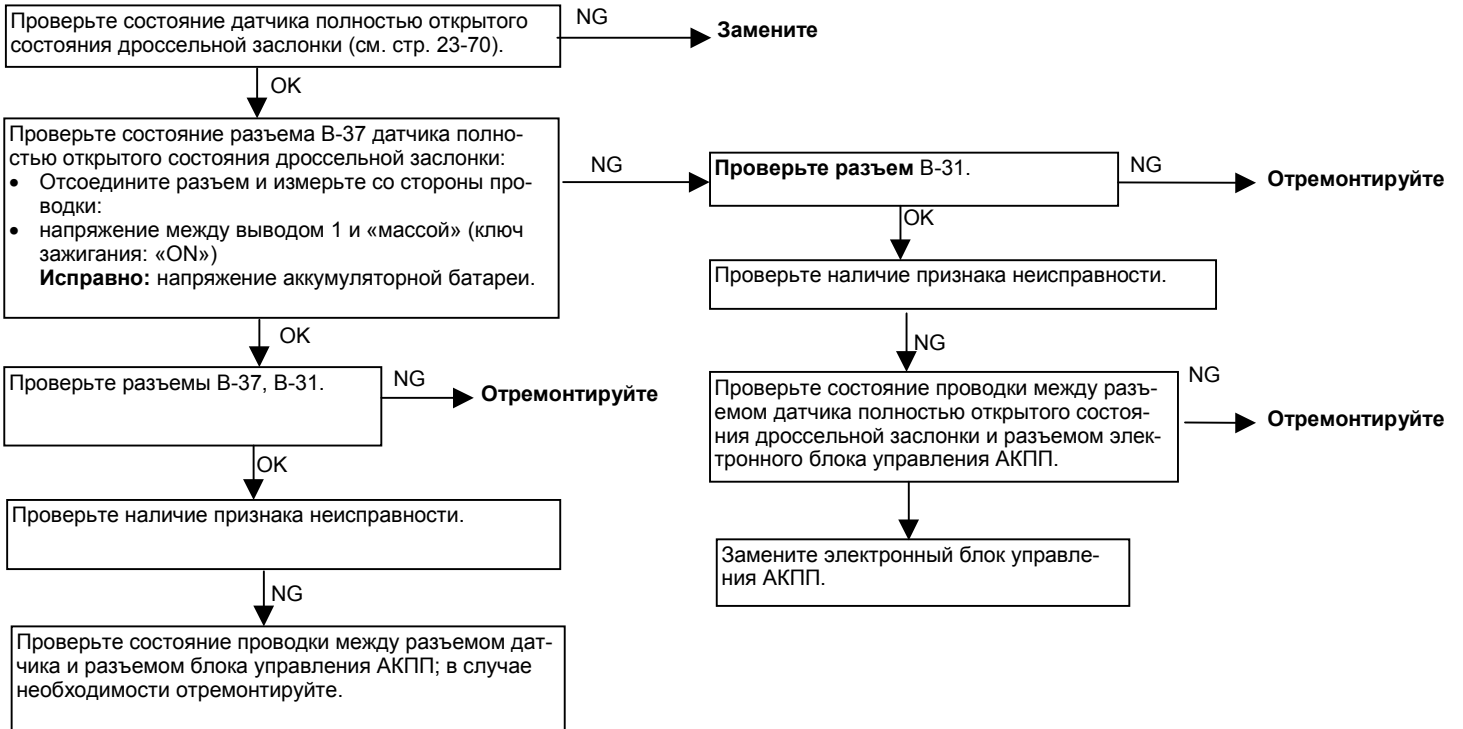 Проверьте состояние датчика полностью открытого
состояния дроссельной заслонки (см. стр. 23-70).
NG
Замените
OK
Проверьте состояние разъема В-37 датчика полно-
стью открытого состояния дроссельной заслонки:
• Отсоедините разъем и измерьте со стороны про-
водки:
• напряжение между выводом 1 и «массой» (ключ
зажигания: «ON»)
Исправно: напряжение аккумуляторной батареи.
NG
Проверьте разъем В-31.
NG
Отремонтируйте
OK
Проверьте наличие признака неисправности.
NG
Проверьте состояние проводки между разъ-
емом датчика полностью открытого состоя-
ния дроссельной заслонки и разъемом элек-
тронного блока управления АКПП.
NG
Отремонтируйте
Замените электронный блок управле-
ния АКПП.
OK
Проверьте разъемы В-37, В-31.
NG
Отремонтируйте
OK
Проверьте наличие признака неисправности.
NG
Проверьте состояние проводки между разъемом дат-
чика и разъемом блока управления АКПП; в случае
необходимости отремонтируйте.